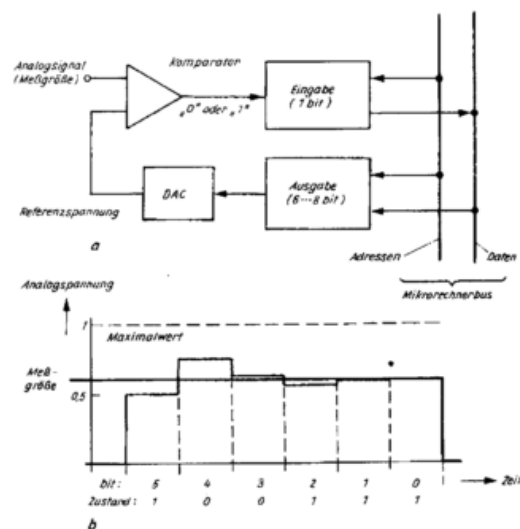 Analogsignal
(Meßgröße)
Komparator
„0" oder „1"
Eingabe
(1 bit)
DAC
Ausgabe
(6···8 bit)
Referenzspannung
a
Adressen
Daten
Mikrorechnerbus
Analogspannung
1
Maximalwert
Meß-
größe
0,5
bit: 5 4 3 2 1 0
Zeit
Zustand: 1 0 0 1 1 1
b